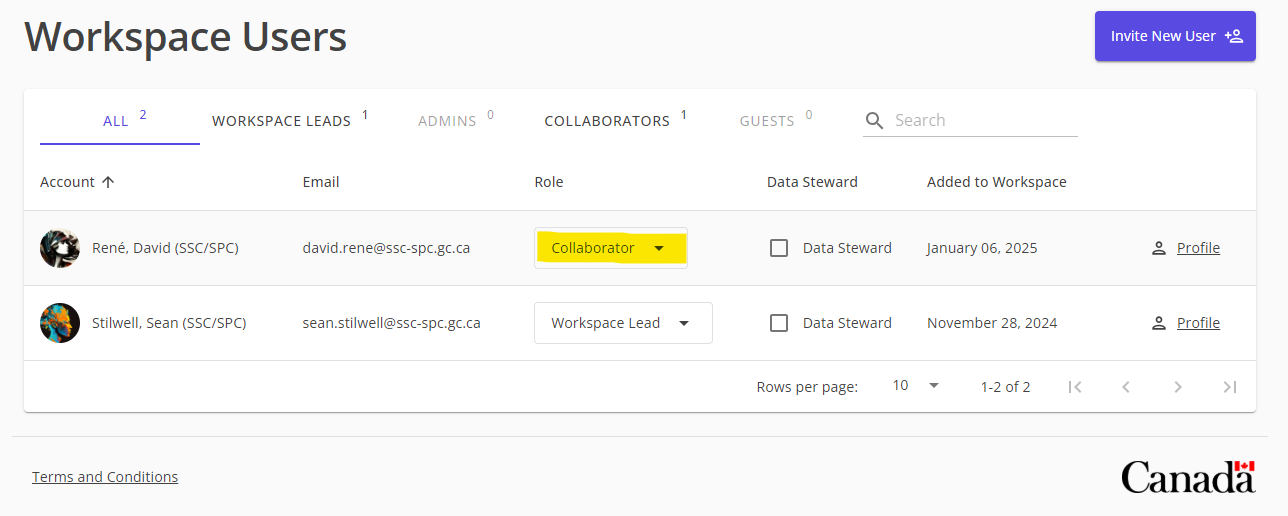 Workspace Users
Invite New User
ALL 2 WORKSPACE LEADS 1 ADMINS 0 COLLABORATORS 1 GUESTS 0 Search
Account Email Role Data Steward Added to Workspace
René, David (SSC/SPC) david.rene@ssc-spc.gc.ca Collaborator Data Steward January 06, 2025 Profile
Stilwell, Sean (SSC/SPC) sean.stilwell@ssc-spc.gc.ca Workspace Lead Data Steward November 28, 2024 Profile
Rows per page: 10 1-2 of 2
Terms and Conditions
Canada